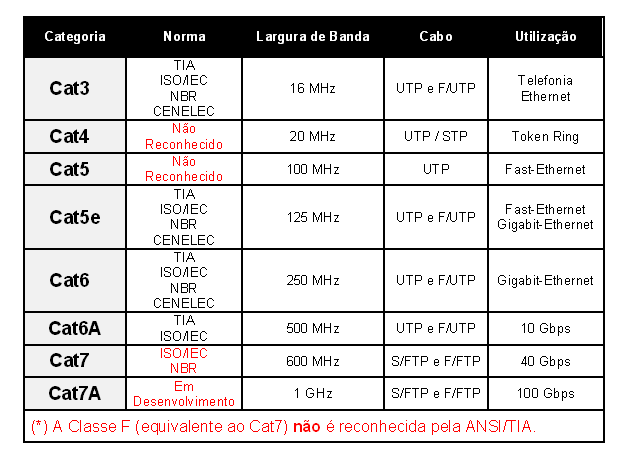 Categoria Norma Largura de Banda Cabo Utilização
Cat3
TIA
ISO/IEC
NBR
CENELEC
16 MHz
UTP e F/UTP
Telefonia
Ethernet
Cat4
Não
Reconhecido
20 MHz
UTP / STP
Token Ring
Cat5
Não
Reconhecido
100 MHz
UTP
Fast-Ethernet
Cat5e
TIA
ISO/IEC
NBR
CENELEC
125 MHz
UTP e F/UTP
Fast-Ethernet
Gigabit-Ethernet
Cat6
TIA
ISO/IEC
NBR
CENELEC
250 MHz
UTP e F/UTP
Gigabit-Ethernet
Cat6A
TIA
ISO/IEC
500 MHz
UTP e F/UTP
10 Gbps
Cat7
ISO/IEC
NBR
600 MHz
S/FTP e F/FTP
40 Gbps
Cat7A
Em
Desenvolvimento
1 GHz
S/FTP e F/FTP
100 Gbps
(*) A Classe F (equivalente ao Cat7) não é reconhecida pela ANSI/TIA.